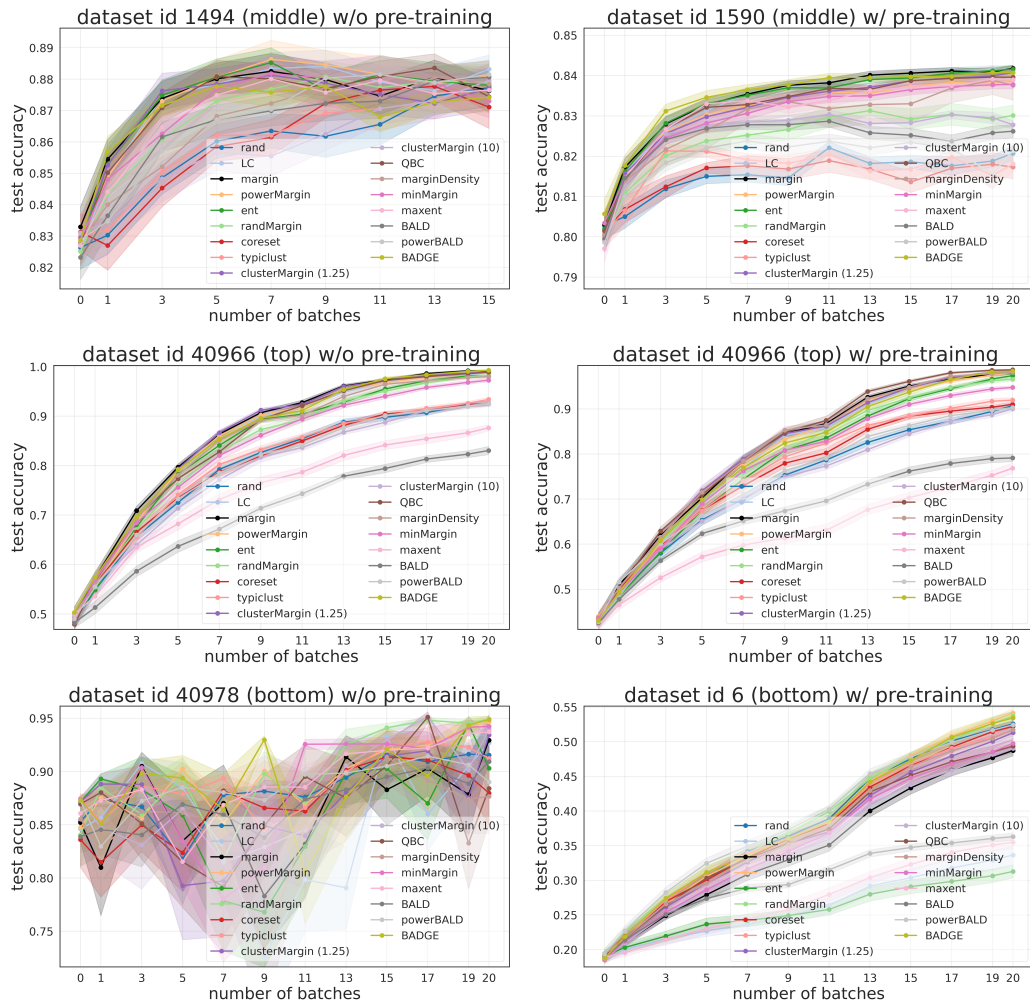 dataset id 1494 (middle) w/o pre-training
test accuracy
0.89
0.88
0.87
0.86
0.85
0.84
0.83
0.82
rand
LC
margin
powerMargin
ent
randMargin
coreset
typiclust
clusterMargin (1.25)
clusterMargin (10)
QBC
marginDensity
minMargin
maxent
BALD
powerBALD
BADGE
0 1 3 5 7 9 11 13 15
number of batches
dataset id 1590 (middle) w/ pre-training
test accuracy
0.85
0.84
0.83
0.82
0.81
0.80
0.79
rand
LC
margin
powerMargin
ent
randMargin
coreset
typiclust
clusterMargin (1.25)
clusterMargin (10)
QBC
marginDensity
minMargin
maxent
BALD
powerBALD
BADGE
0 1 3 5 7 9 11 13 15 17 19 20
number of batches
dataset id 40966 (top) w/o pre-training
test accuracy
1.0
0.9
0.8
0.7
0.6
0.5
rand
LC
margin
powerMargin
ent
randMargin
coreset
typiclust
clusterMargin (1.25)
clusterMargin (10)
QBC
marginDensity
minMargin
maxent
BALD
powerBALD
BADGE
0 1 3 5 7 9 11 13 15 17 19 20
number of batches
dataset id 40966 (top) w/ pre-training
test accuracy
0.9
0.8
0.7
0.6
0.5
rand
LC
margin
powerMargin
ent
randMargin
coreset
typiclust
clusterMargin (1.25)
clusterMargin (10)
QBC
marginDensity
minMargin
maxent
BALD
powerBALD
BADGE
0 1 3 5 7 9 11 13 15 17 19 20
number of batches
dataset id 40978 (bottom) w/o pre-training
test accuracy
0.95
0.90
0.85
0.80
0.75
rand
LC
margin
powerMargin
ent
randMargin
coreset
typiclust
clusterMargin (1.25)
clusterMargin (10)
QBC
marginDensity
minMargin
maxent
BALD
powerBALD
BADGE
0 1 3 5 7 9 11 13 15 17 19 20
number of batches
dataset id 6 (bottom) w/ pre-training
test accuracy
0.55
0.50
0.45
0.40
0.35
0.30
0.25
0.20
rand
LC
margin
powerMargin
ent
randMargin
coreset
typiclust
clusterMargin (1.25)
clusterMargin (10)
QBC
marginDensity
minMargin
maxent
BALD
powerBALD
BADGE
0 1 3 5 7 9 11 13 15 17 19 20
number of batches